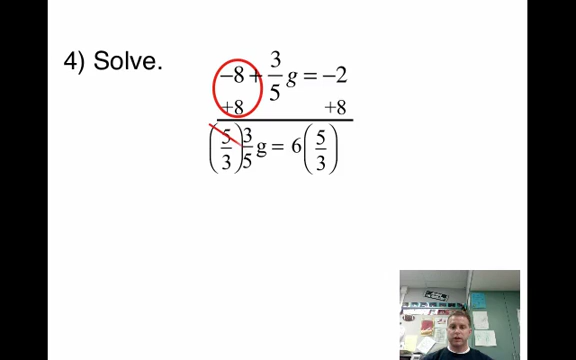 4) Solve.
−8 + 3/5 g = −2
+8 +8
(5/3) 3/5 g = 6 (5/3)